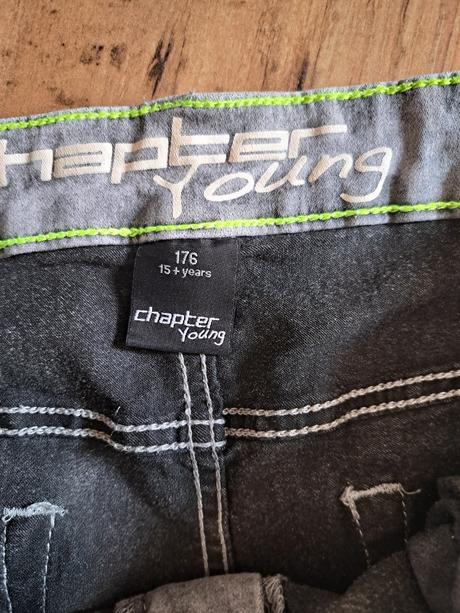 chapter
Young
176
15+ years
chapter
Young